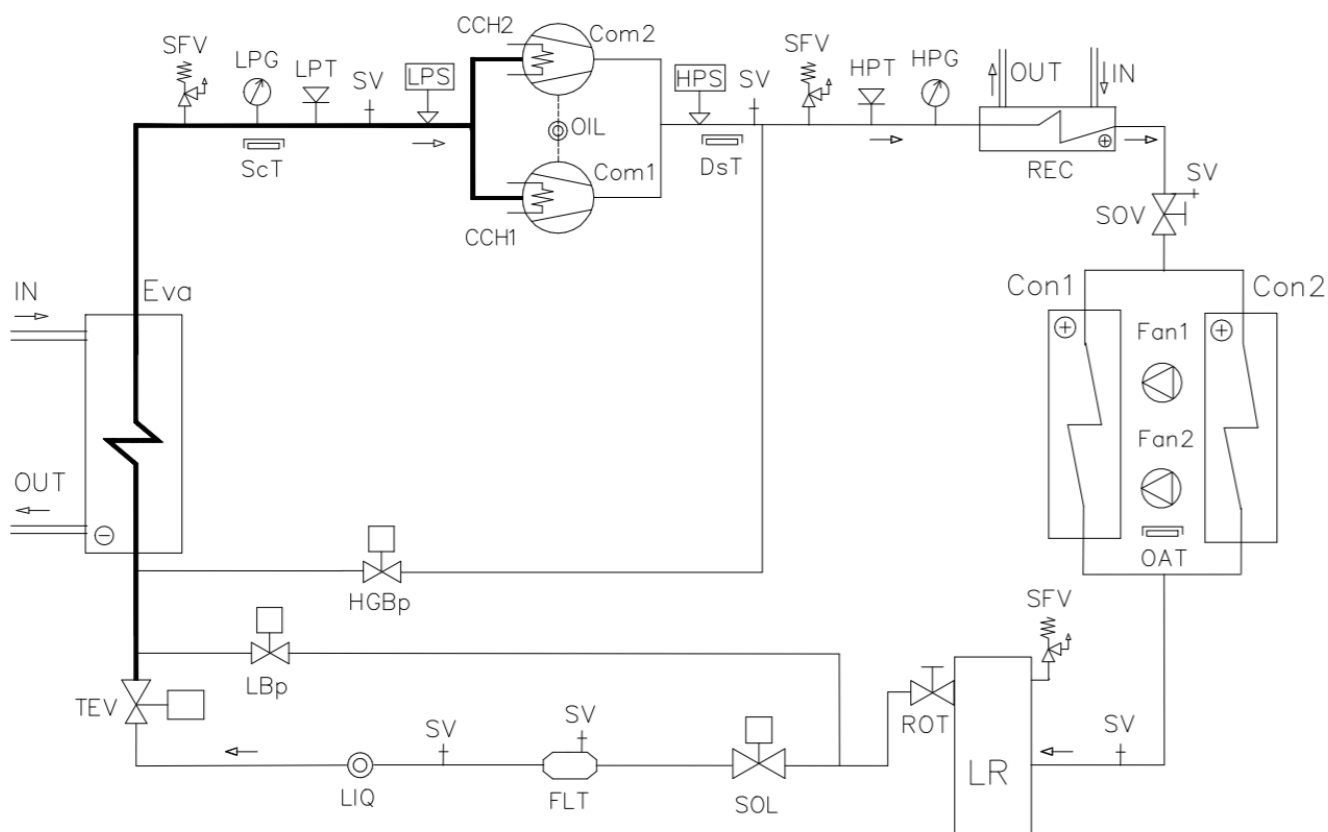 CCH2
Com2
SFV
LPG
LPT
SV
LPS
HPS
SV
SFV
HPT
HPG
OUT
IN
OIL
ScT
DsT
REC
Com1
CCH1
SV
SOV
IN
Eva
Con1
Con2
Fan1
Fan2
OUT
OAT
HGBp
SFV
LBp
TEV
ROT
SV
SV
SV
LR
LIQ
FLT
SOL